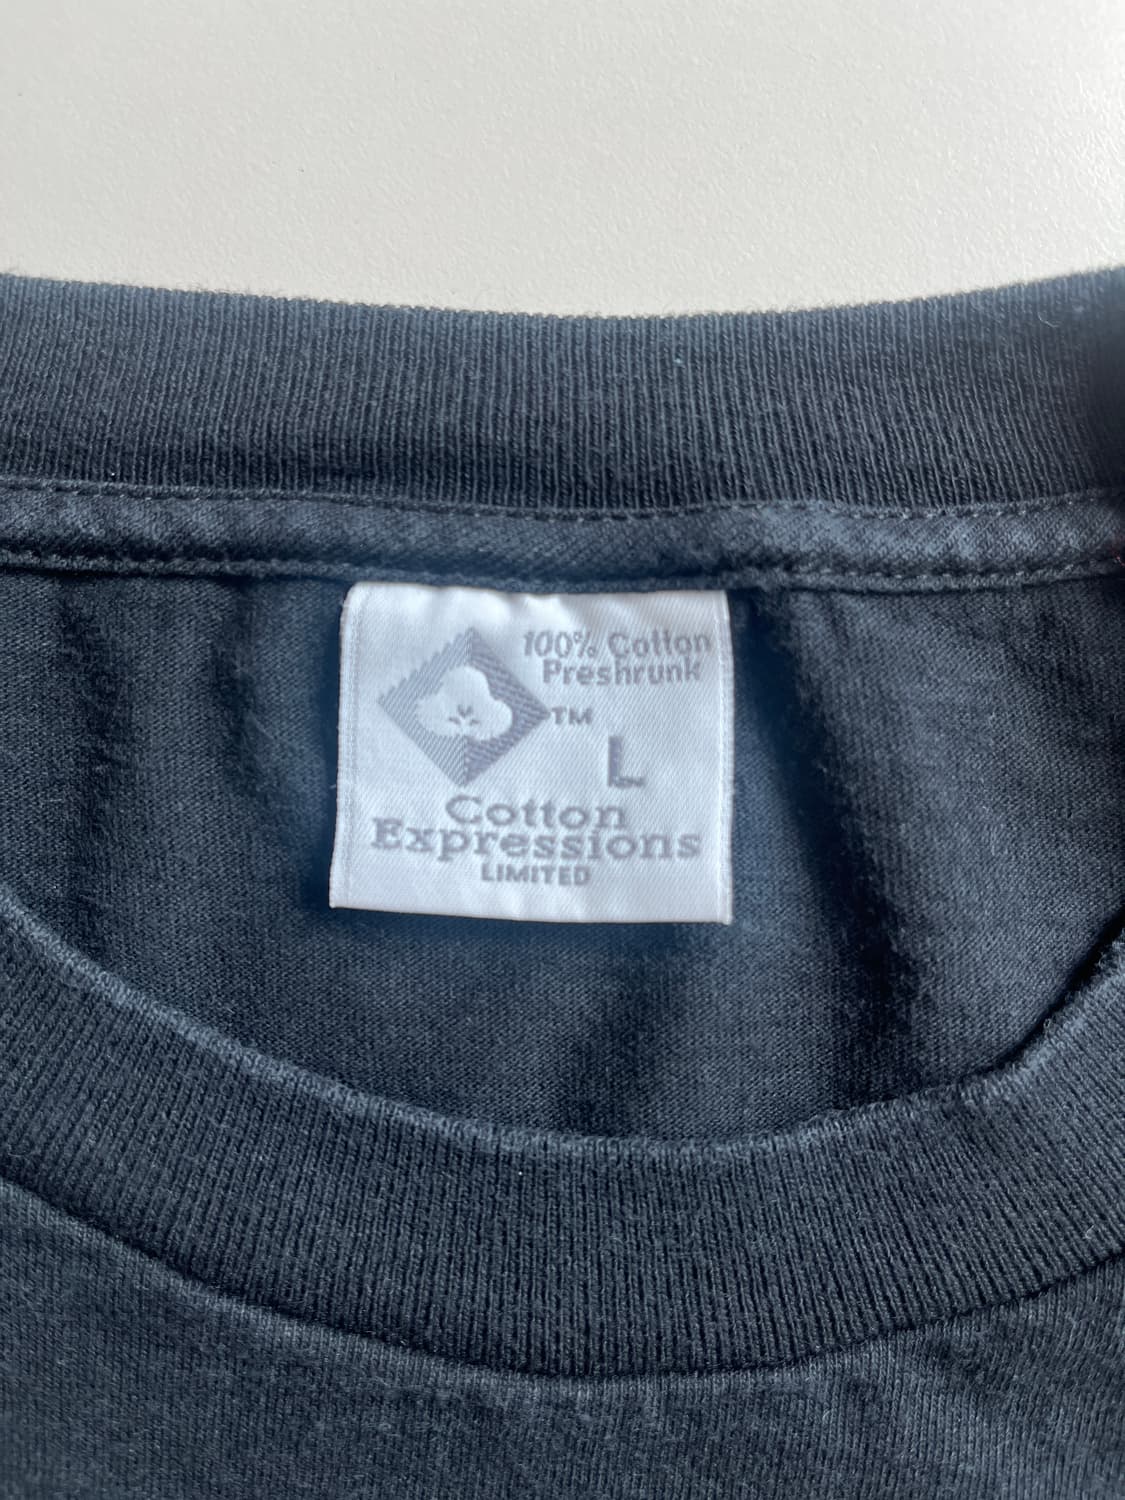 100% Cotton
Preshrunk
TM
L
Cotton
Expressions
LIMITED